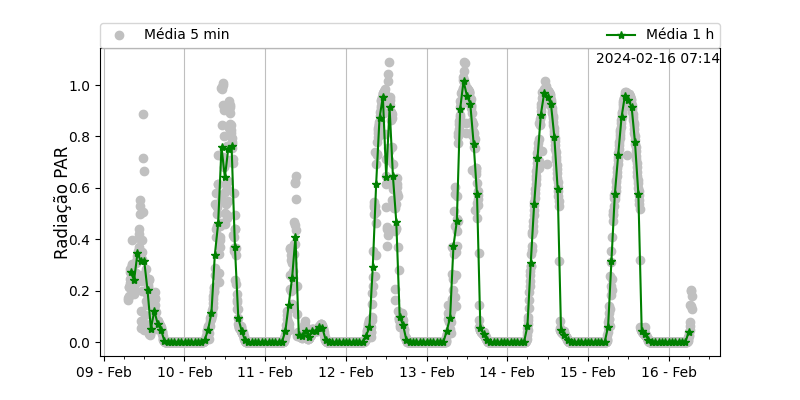 Média 5 min
Média 1 h
2024-02-16 07:14
Radiação PAR
1.0
0.8
0.6
0.4
0.2
0.0
09 - Feb
10 - Feb
11 - Feb
12 - Feb
13 - Feb
14 - Feb
15 - Feb
16 - Feb